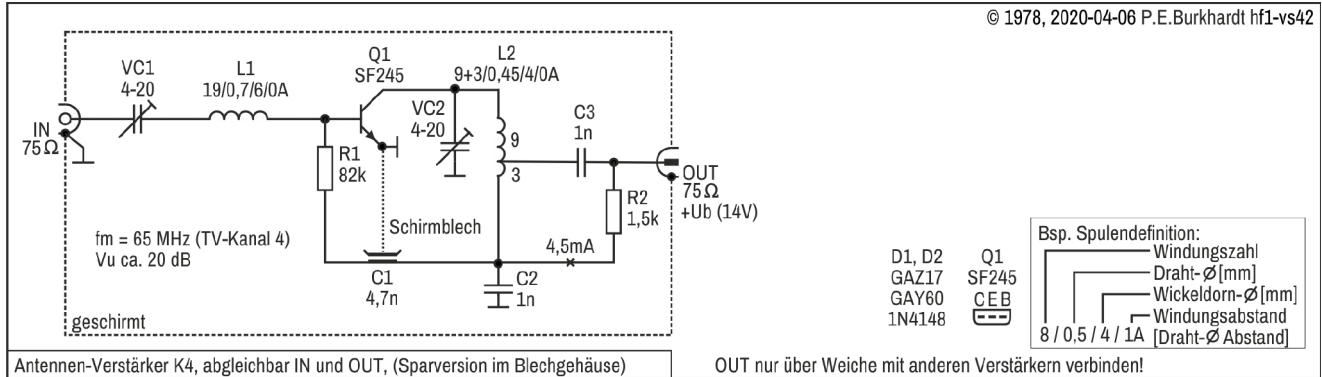 © 1978, 2020-04-06 P.E.Burkhardt hf1-vs42
VC1
4-20
L1
19/0,7/6/0A
Q1
SF245
L2
9+3/0,45/4/0A
VC2
4-20
C3
1n
9
3
IN
75Ω
R1
82k
OUT
75Ω
+Ub (14V)
R2
1,5k
Schirmblech
4,5mA
fm = 65 MHz (TV-Kanal 4)
Vu ca. 20 dB
C1
4,7n
C2
1n
geschirmt
D1, D2
GAZ17
GAY60
1N4148
Q1
SF245
CEB
Bsp. Spulendefinition:
Windungszahl
Draht-Ø[mm]
Wickeldorn-Ø[mm]
Windungsabstand
8/0,5/4/1A [Draht-Ø Abstand]
Antennen-Verstärker K4, abgleichbar IN und OUT, (Sparversion im Blechgehäuse)
OUT nur über Weiche mit anderen Verstärkern verbinden!